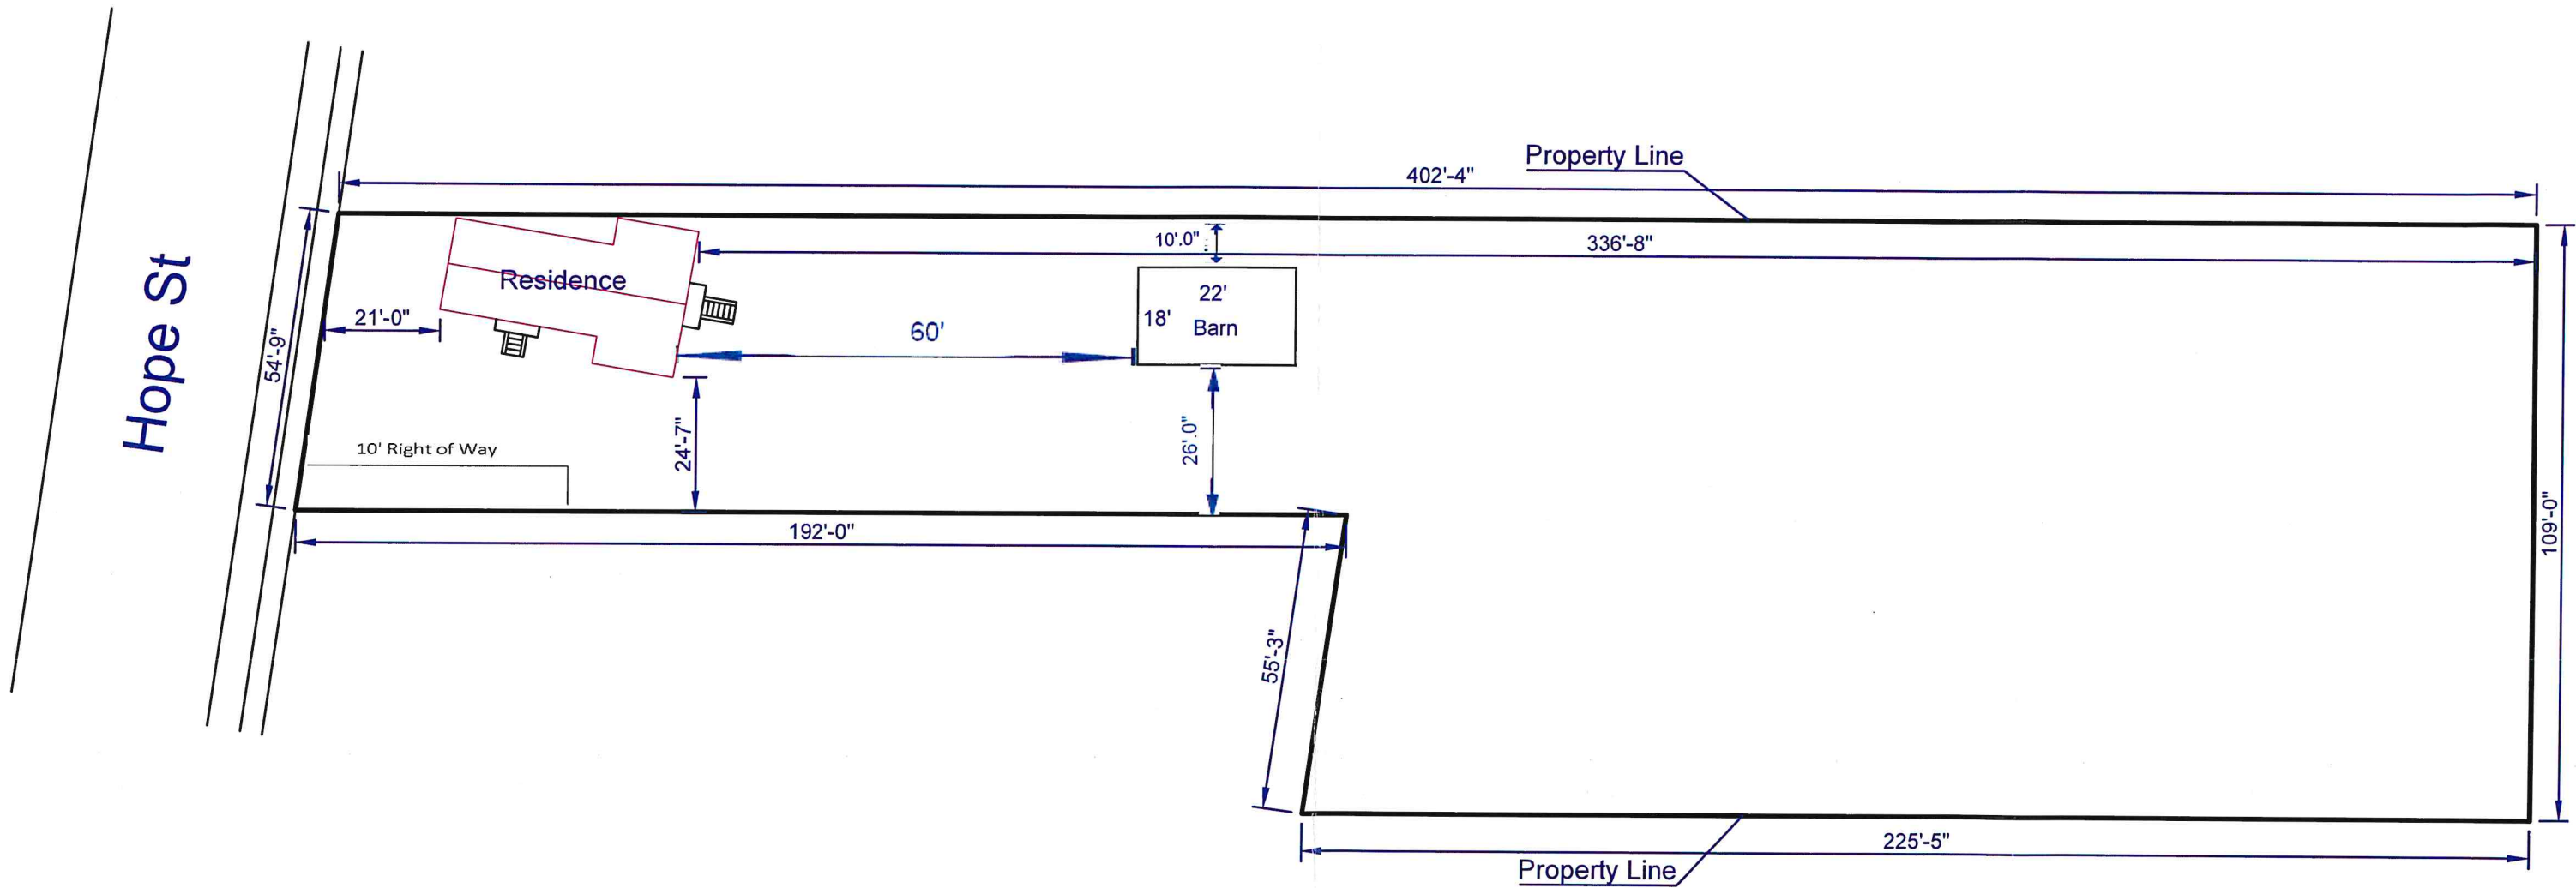 Property Line
402'-4"
10'.0"
336'-8"
Hope St
Residence
22'
18'
Barn
21'-0"
60'
54'-9"
10' Right of Way
24'-7"
26'.0"
192'-0"
109'-0"
55'-3"
225'-5"
Property Line